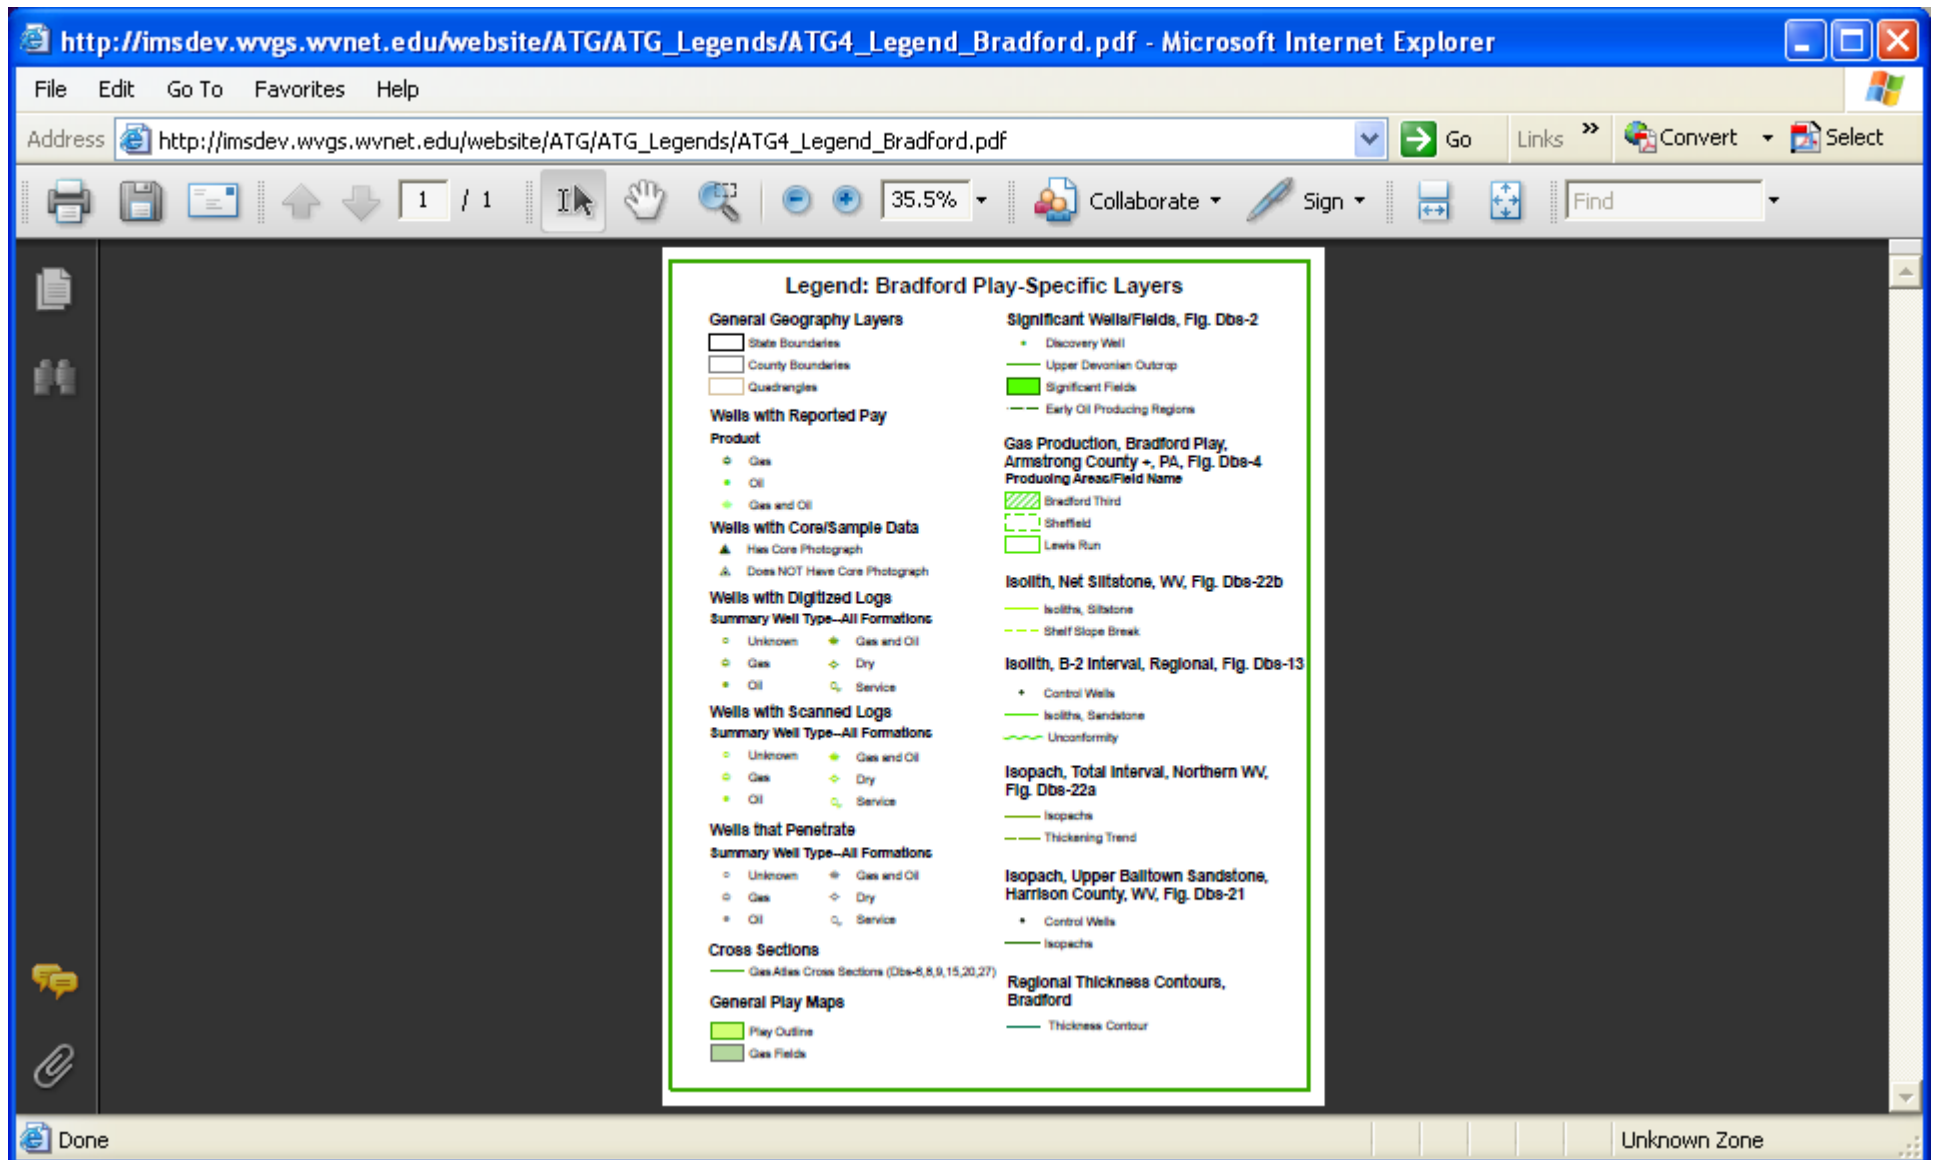 http://imsdev.wvgs.wvnet.edu/website/ATG/ATG_Legends/ATG4_Legend_Bradford.pdf - Microsoft Internet Explorer
File Edit Go To Favorites Help
Address http://imsdev.wvgs.wvnet.edu/website/ATG/ATG_Legends/ATG4_Legend_Bradford.pdf Go Links » Convert Select
1 / 1 35.5% Collaborate Sign Find
Legend: Bradford Play-Specific Layers
General Geography Layers
State Boundaries
County Boundaries
Quadrangles
Wells with Reported Pay
Product
Gas
Oil
Gas and Oil
Wells with Core/Sample Data
Has Core Photograph
Does NOT Have Core Photograph
Wells with Digitized Logs
Summary Well Type--All Formations
Unknown Gas and Oil
Gas Dry
Oil Service
Wells with Scanned Logs
Summary Well Type--All Formations
Unknown Gas and Oil
Gas Dry
Oil Service
Wells that Penetrate
Summary Well Type--All Formations
Unknown Gas and Oil
Gas Dry
Oil Service
Cross Sections
Gas Atlas Cross Sections (Dbs-6,8,9,15,20,27)
General Play Maps
Play Outline
Gas Fields
Significant Wells/Fields, Fig. Dbs-2
Discovery Well
Upper Devonian Outcrop
Significant Fields
Early Oil Producing Regions
Gas Production, Bradford Play,
Armstrong County +, PA, Fig. Dbs-4
Producing Areas/Field Name
Bradford Third
Sheffield
Lewis Run
Isolith, Net Siltstone, WV, Fig. Dbs-22b
Isoliths, Siltstone
Shelf Slope Break
Isolith, B-2 Interval, Regional, Fig. Dbs-13
Control Wells
Isoliths, Sandstone
Unconformity
Isopach, Total Interval, Northern WV,
Fig. Dbs-22a
Isopachs
Thickening Trend
Isopach, Upper Balltown Sandstone,
Harrison County, WV, Fig. Dbs-21
Control Wells
Isopachs
Regional Thickness Contours,
Bradford
Thickness Contour
Done Unknown Zone